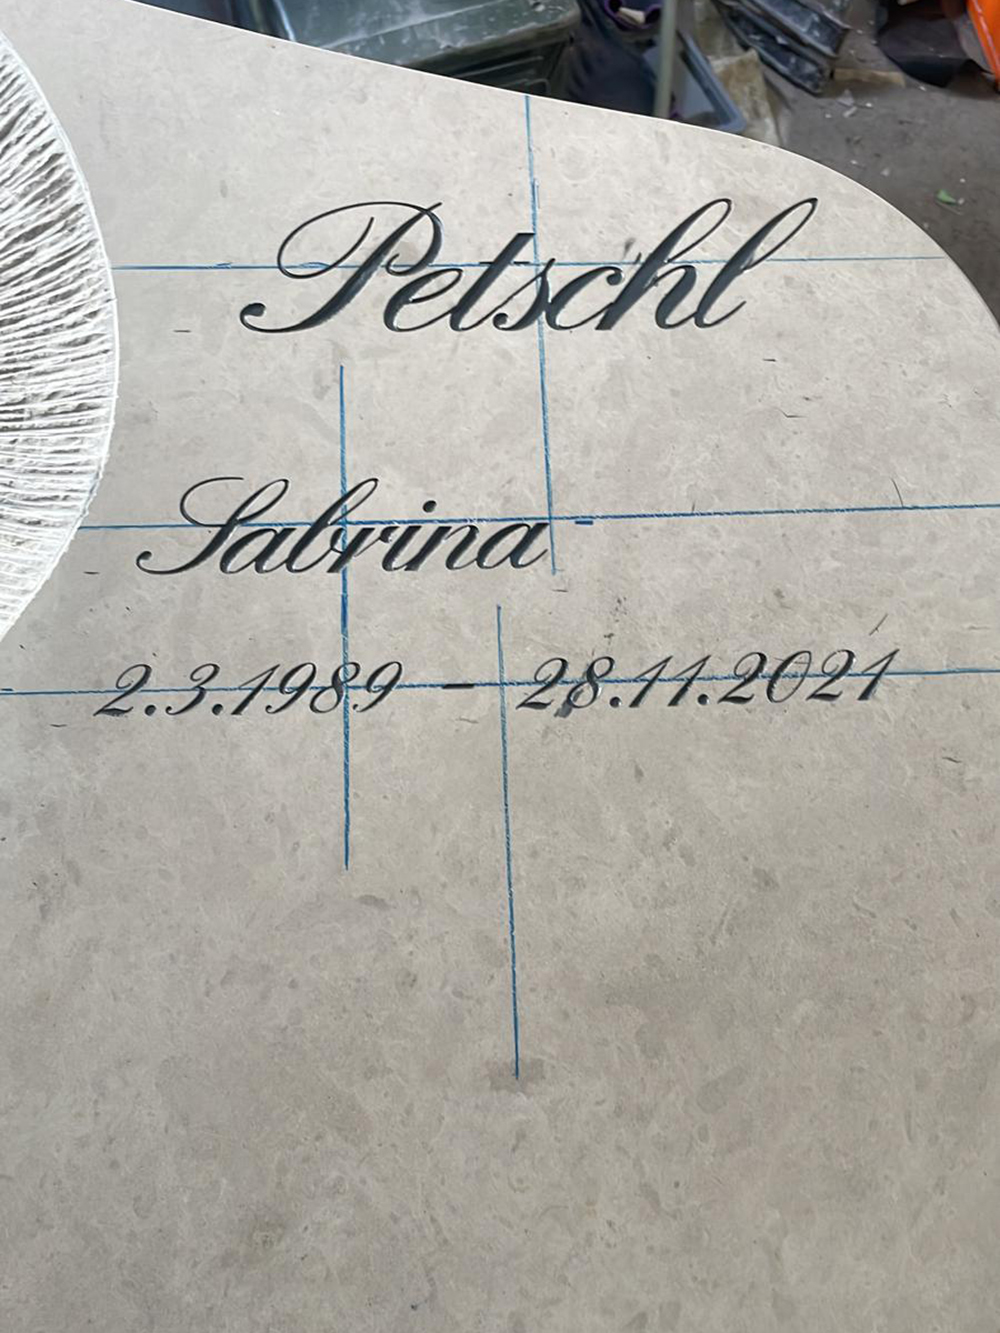 Petschl
Sabrina
2.3.1989 – 28.11.2021